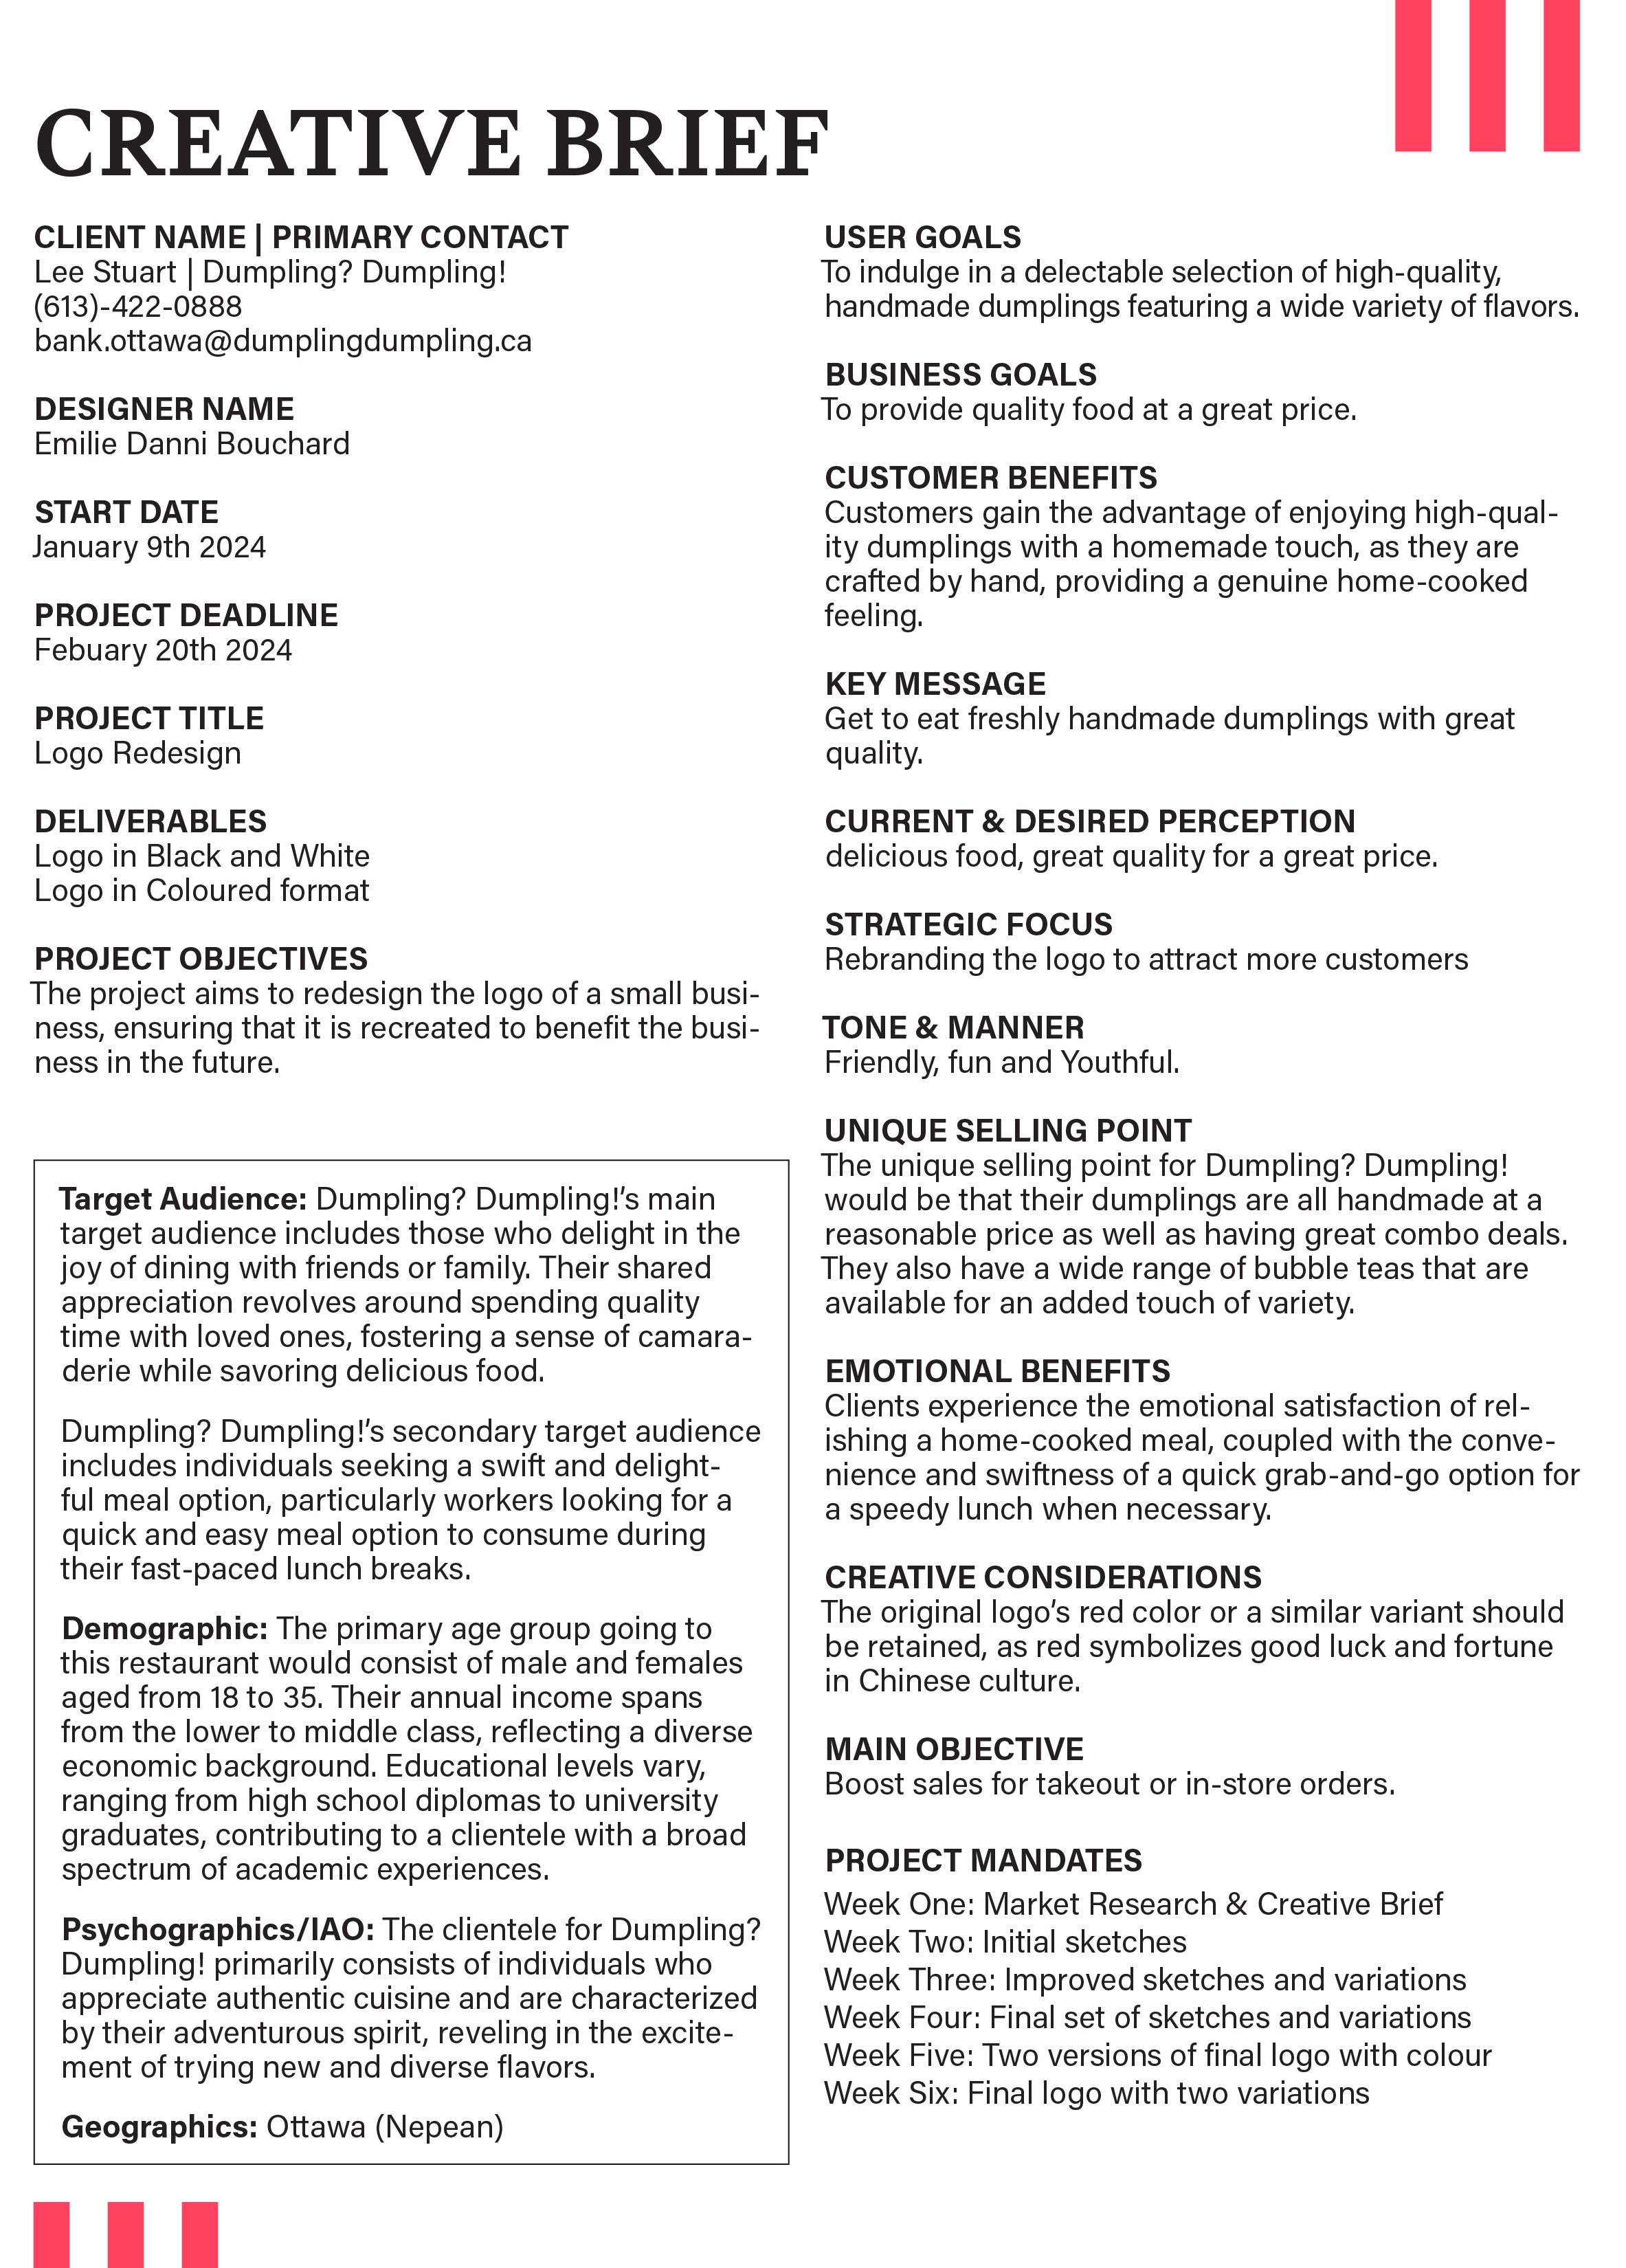 CREATIVE BRIEF
CLIENT NAME | PRIMARY CONTACT
Lee Stuart | Dumpling? Dumpling!
(613)-422-0888
bank.ottawa@dumplingdumpling.ca
DESIGNER NAME
Emilie Danni Bouchard
START DATE
January 9th 2024
PROJECT DEADLINE
Febuary 20th 2024
PROJECT TITLE
Logo Redesign
DELIVERABLES
Logo in Black and White
Logo in Coloured format
PROJECT OBJECTIVES
The project aims to redesign the logo of a small busi-
ness, ensuring that it is recreated to benefit the busi-
ness in the future.
Target Audience: Dumpling? Dumpling!'s main
target audience includes those who delight in the
joy of dining with friends or family. Their shared
appreciation revolves around spending quality
time with loved ones, fostering a sense of camara-
derie while savoring delicious food.
Dumpling? Dumpling!'s secondary target audience
includes individuals seeking a swift and delight-
ful meal option, particularly workers looking for a
quick and easy meal option to consume during
their fast-paced lunch breaks.
Demographic: The primary age group going to
this restaurant would consist of male and females
aged from 18 to 35. Their annual income spans
from the lower to middle class, reflecting a diverse
economic background. Educational levels vary,
ranging from high school diplomas to university
graduates, contributing to a clientele with a broad
spectrum of academic experiences.
Psychographics/IAO: The clientele for Dumpling?
Dumpling! primarily consists of individuals who
appreciate authentic cuisine and are characterized
by their adventurous spirit, reveling in the excite-
ment of trying new and diverse flavors.
Geographics: Ottawa (Nepean)
USER GOALS
To indulge in a delectable selection of high-quality,
handmade dumplings featuring a wide variety of flavors.
BUSINESS GOALS
To provide quality food at a great price.
CUSTOMER BENEFITS
Customers gain the advantage of enjoying high-qual-
ity dumplings with a homemade touch, as they are
crafted by hand, providing a genuine home-cooked
feeling.
KEY MESSAGE
Get to eat freshly handmade dumplings with great
quality.
CURRENT & DESIRED PERCEPTION
delicious food, great quality for a great price.
STRATEGIC FOCUS
Rebranding the logo to attract more customers
TONE & MANNER
Friendly, fun and Youthful.
UNIQUE SELLING POINT
The unique selling point for Dumpling? Dumpling!
would be that their dumplings are all handmade at a
reasonable price as well as having great combo deals.
They also have a wide range of bubble teas that are
available for an added touch of variety.
EMOTIONAL BENEFITS
Clients experience the emotional satisfaction of rel-
ishing a home-cooked meal, coupled with the conve-
nience and swiftness of a quick grab-and-go option for
a speedy lunch when necessary.
CREATIVE CONSIDERATIONS
The original logo's red color or a similar variant should
be retained, as red symbolizes good luck and fortune
in Chinese culture.
MAIN OBJECTIVE
Boost sales for takeout or in-store orders.
PROJECT MANDATES
Week One: Market Research & Creative Brief
Week Two: Initial sketches
Week Three: Improved sketches and variations
Week Four: Final set of sketches and variations
Week Five: Two versions of final logo with colour
Week Six: Final logo with two variations